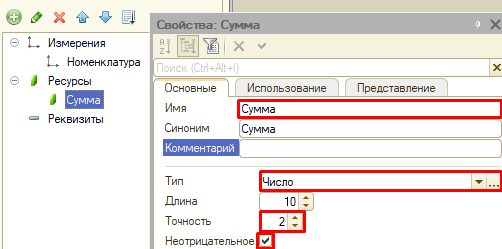 Измерения
Номенклатура
Ресурсы
Сумма
Реквизиты
Свойства: Сумма
Поиск (Ctrl+Alt+I)
Основные Использование Представление
Имя Сумма
Синоним Сумма
Комментарий
Тип Число
Длина 10
Точность 2
Неотрицательное